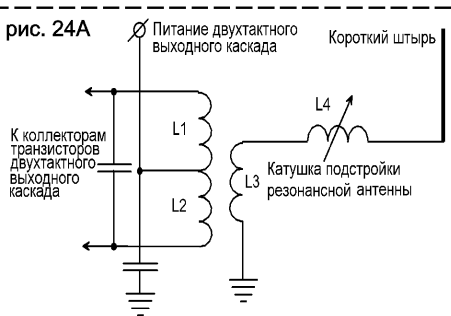 рис. 24А
Питание двухтактного
выходного каскада
Короткий штырь
L4
L1
К коллекторам
транзисторов
двухтактного
выходного
каскада
L3
Катушка подстройки
резонансной антенны
L2